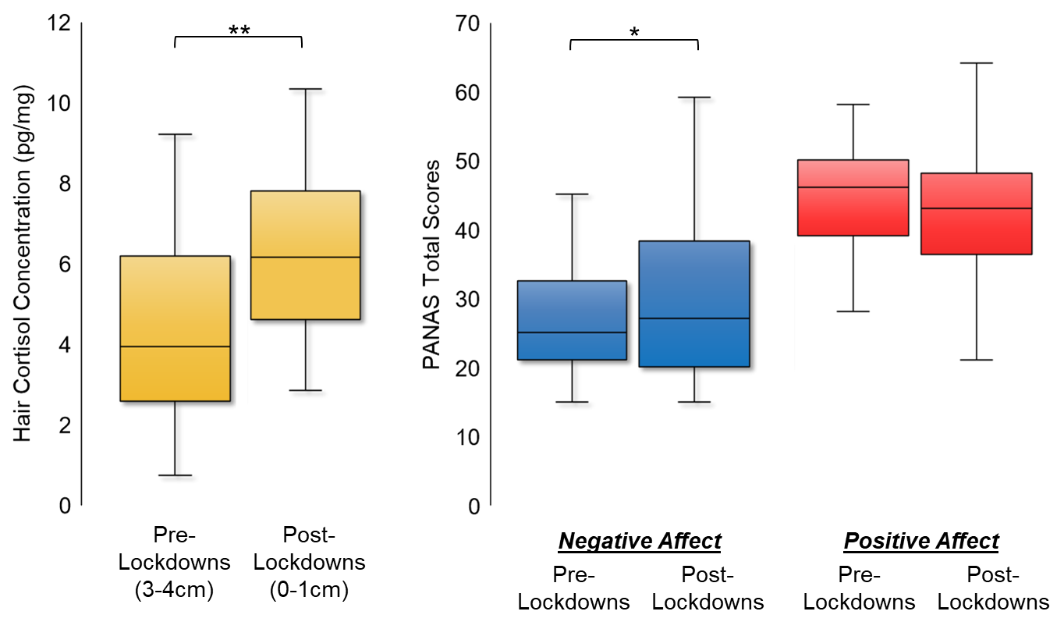 Hair Cortisol Concentration (pg/mg)
12
10
8
6
4
2
0
**
Pre-
Lockdowns
(3-4cm)
Post-
Lockdowns
(0-1cm)
PANAS Total Scores
70
60
50
40
30
20
10
0
*
Negative Affect
Pre-
Lockdowns
Post-
Lockdowns
Positive Affect
Pre-
Lockdowns
Post-
Lockdowns